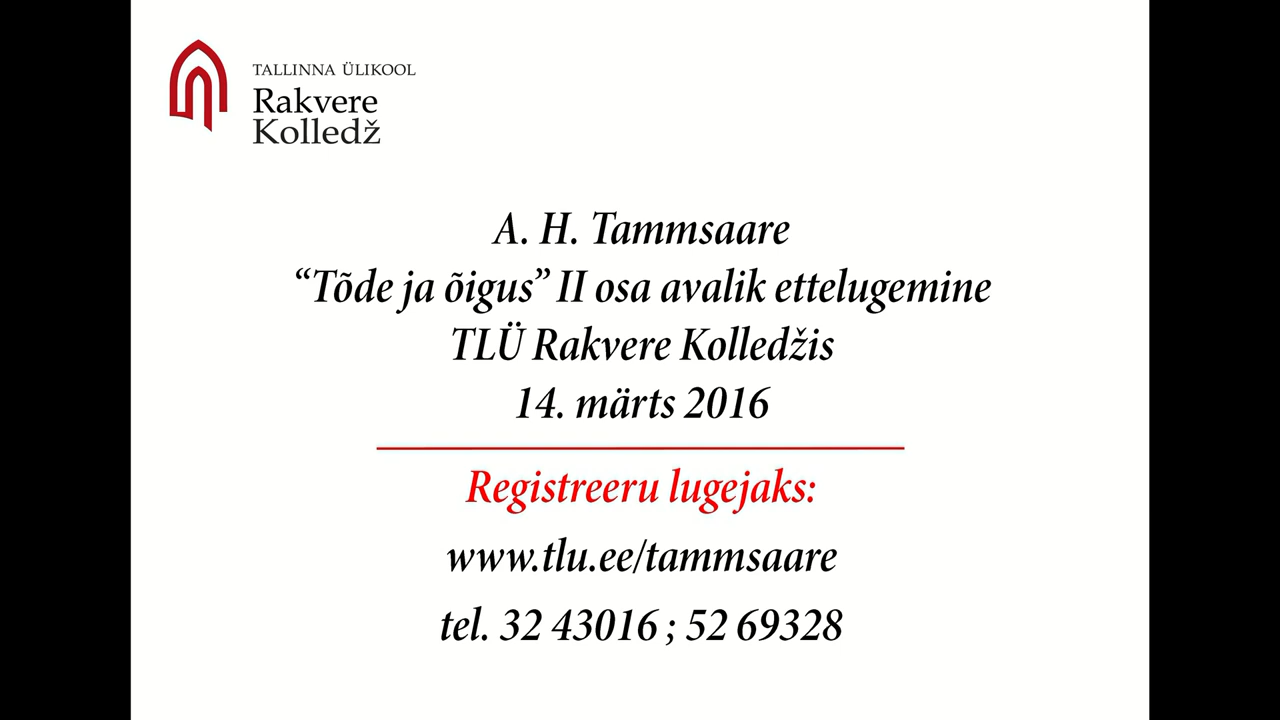 TALLINNA ÜLIKOOL
Rakvere
Kolledž
A. H. Tammsaare
“Tõde ja õigus” II osa avalik ettelugemine
TLÜ Rakvere Kolledžis
14. märts 2016
Registreeru lugejaks:
www.tlu.ee/tammsaare
tel. 32 43016 ; 52 69328